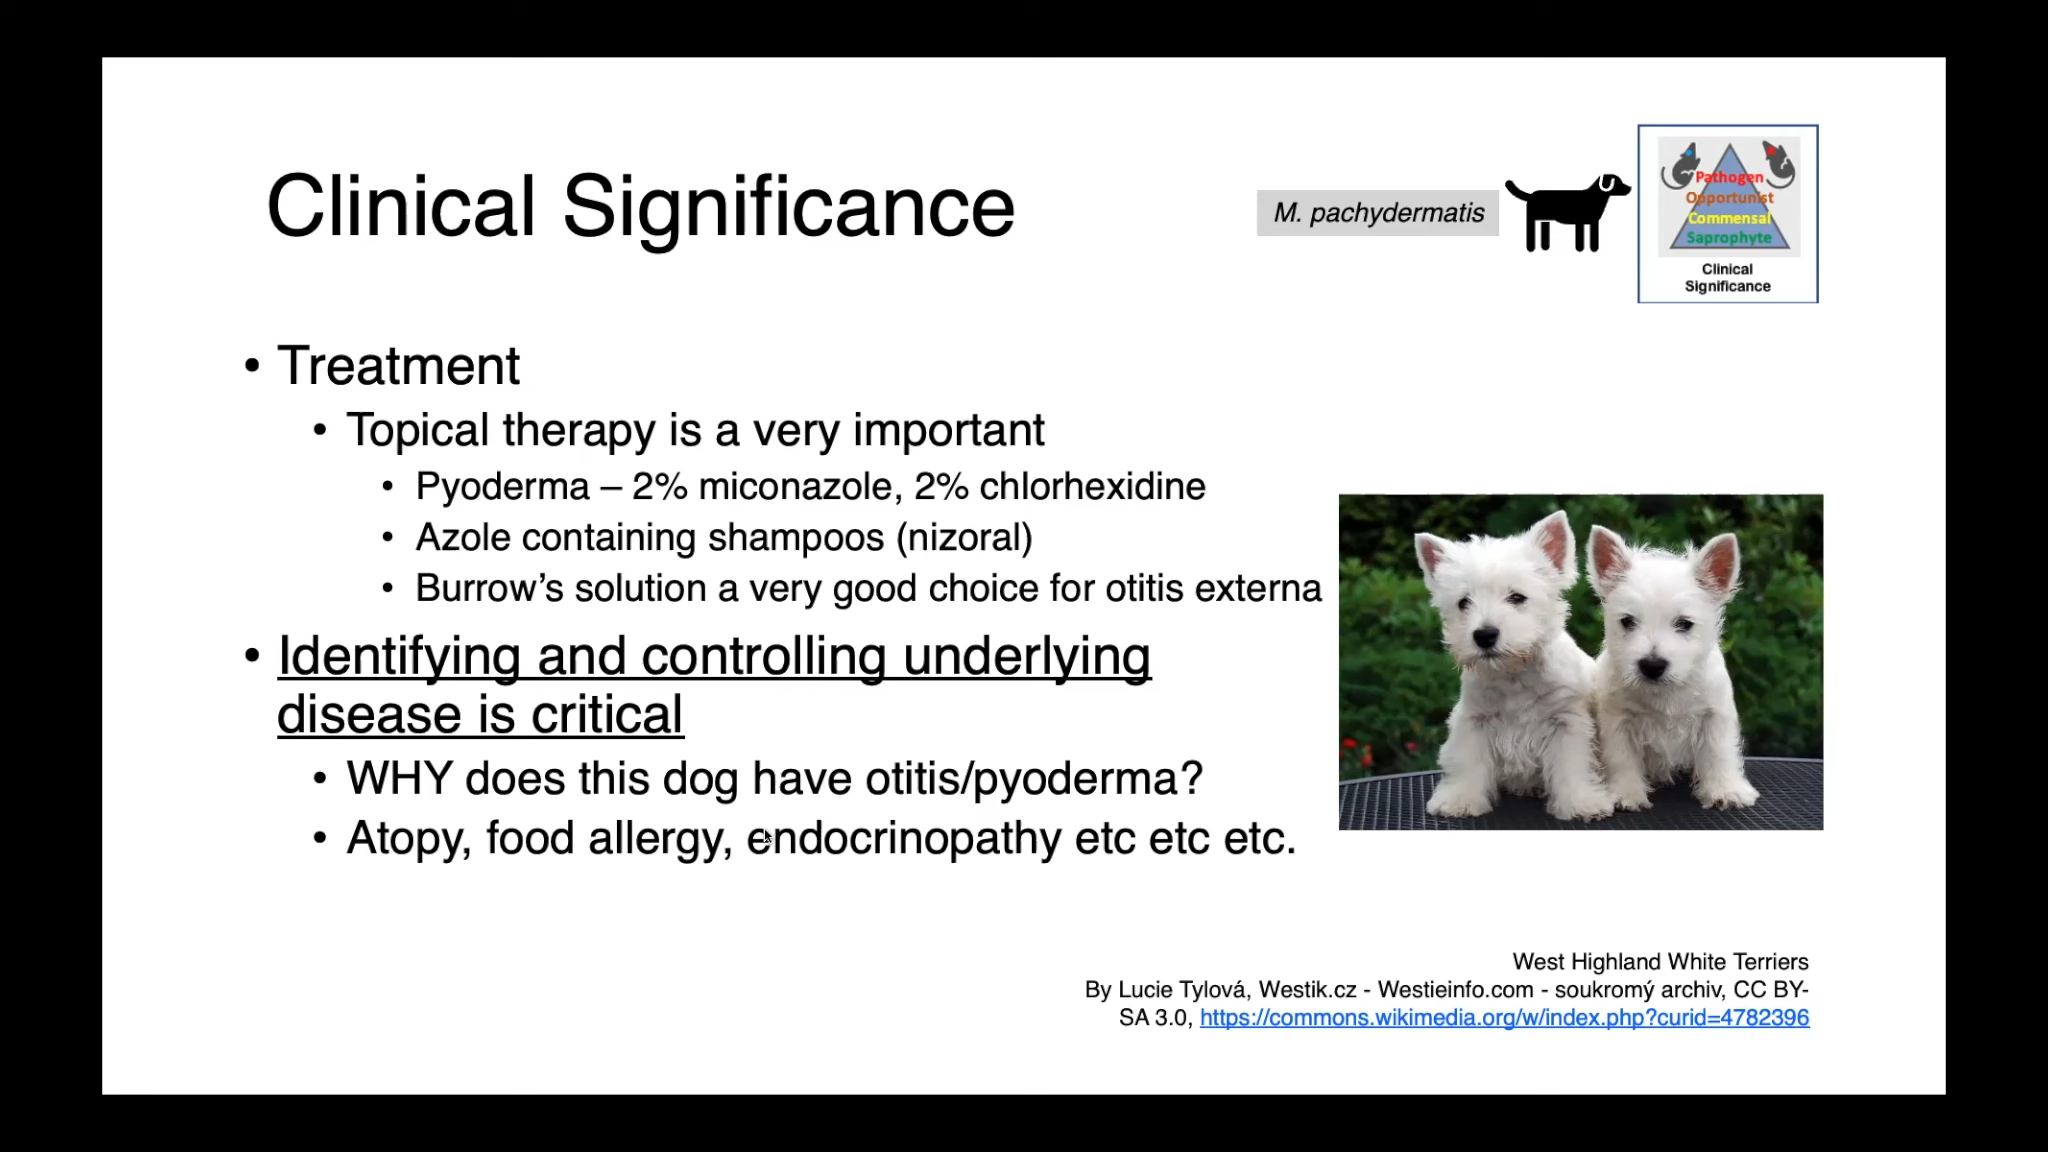 Clinical Significance
M. pachydermatis
Pathogen
Opportunist
Commensal
Saprophyte
Clinical
Significance
• Treatment
• Topical therapy is a very important
• Pyoderma – 2% miconazole, 2% chlorhexidine
• Azole containing shampoos (nizoral)
• Burrow’s solution a very good choice for otitis externa
• Identifying and controlling underlying
disease is critical
• WHY does this dog have otitis/pyoderma?
• Atopy, food allergy, endocrinopathy etc etc etc.
West Highland White Terriers
By Lucie Tylová, Westik.cz - Westieinfo.com - soukromý archiv, CC BY-
SA 3.0, https://commons.wikimedia.org/w/index.php?curid=4782396